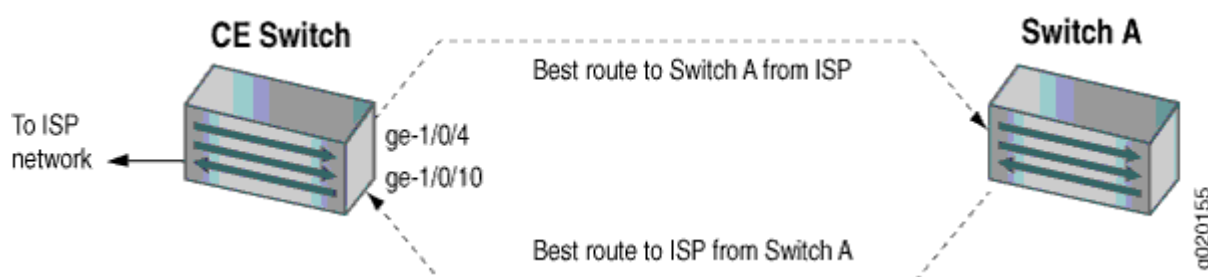 CE Switch
Switch A
Best route to Switch A from ISP
To ISP
network
ge-1/0/4
ge-1/0/10
Best route to ISP from Switch A
g020155